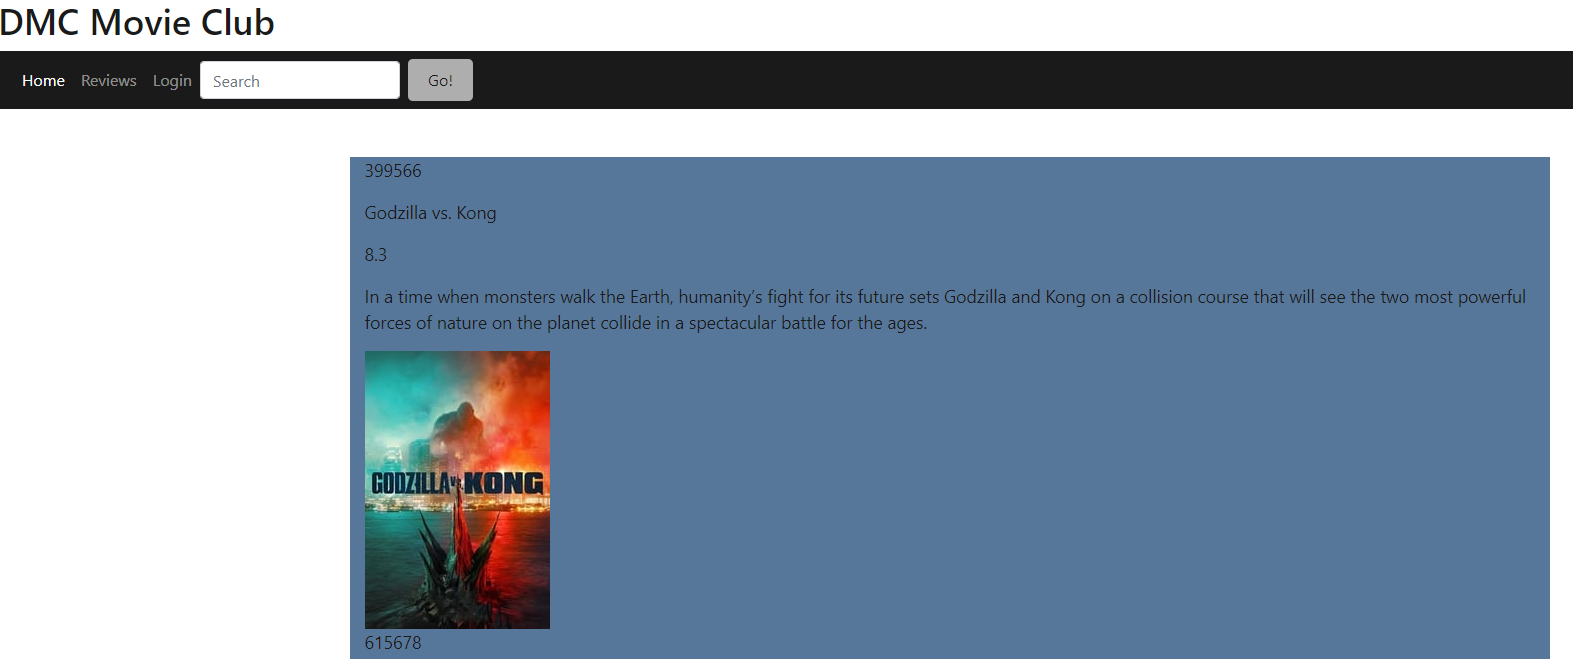 DMC Movie Club
Home Reviews Login Search Go!
399566
Godzilla vs. Kong
8.3
In a time when monsters walk the Earth, humanity’s fight for its future sets Godzilla and Kong on a collision course that will see the two most powerful
forces of nature on the planet collide in a spectacular battle for the ages.
GODZILLA vs. KONG
615678